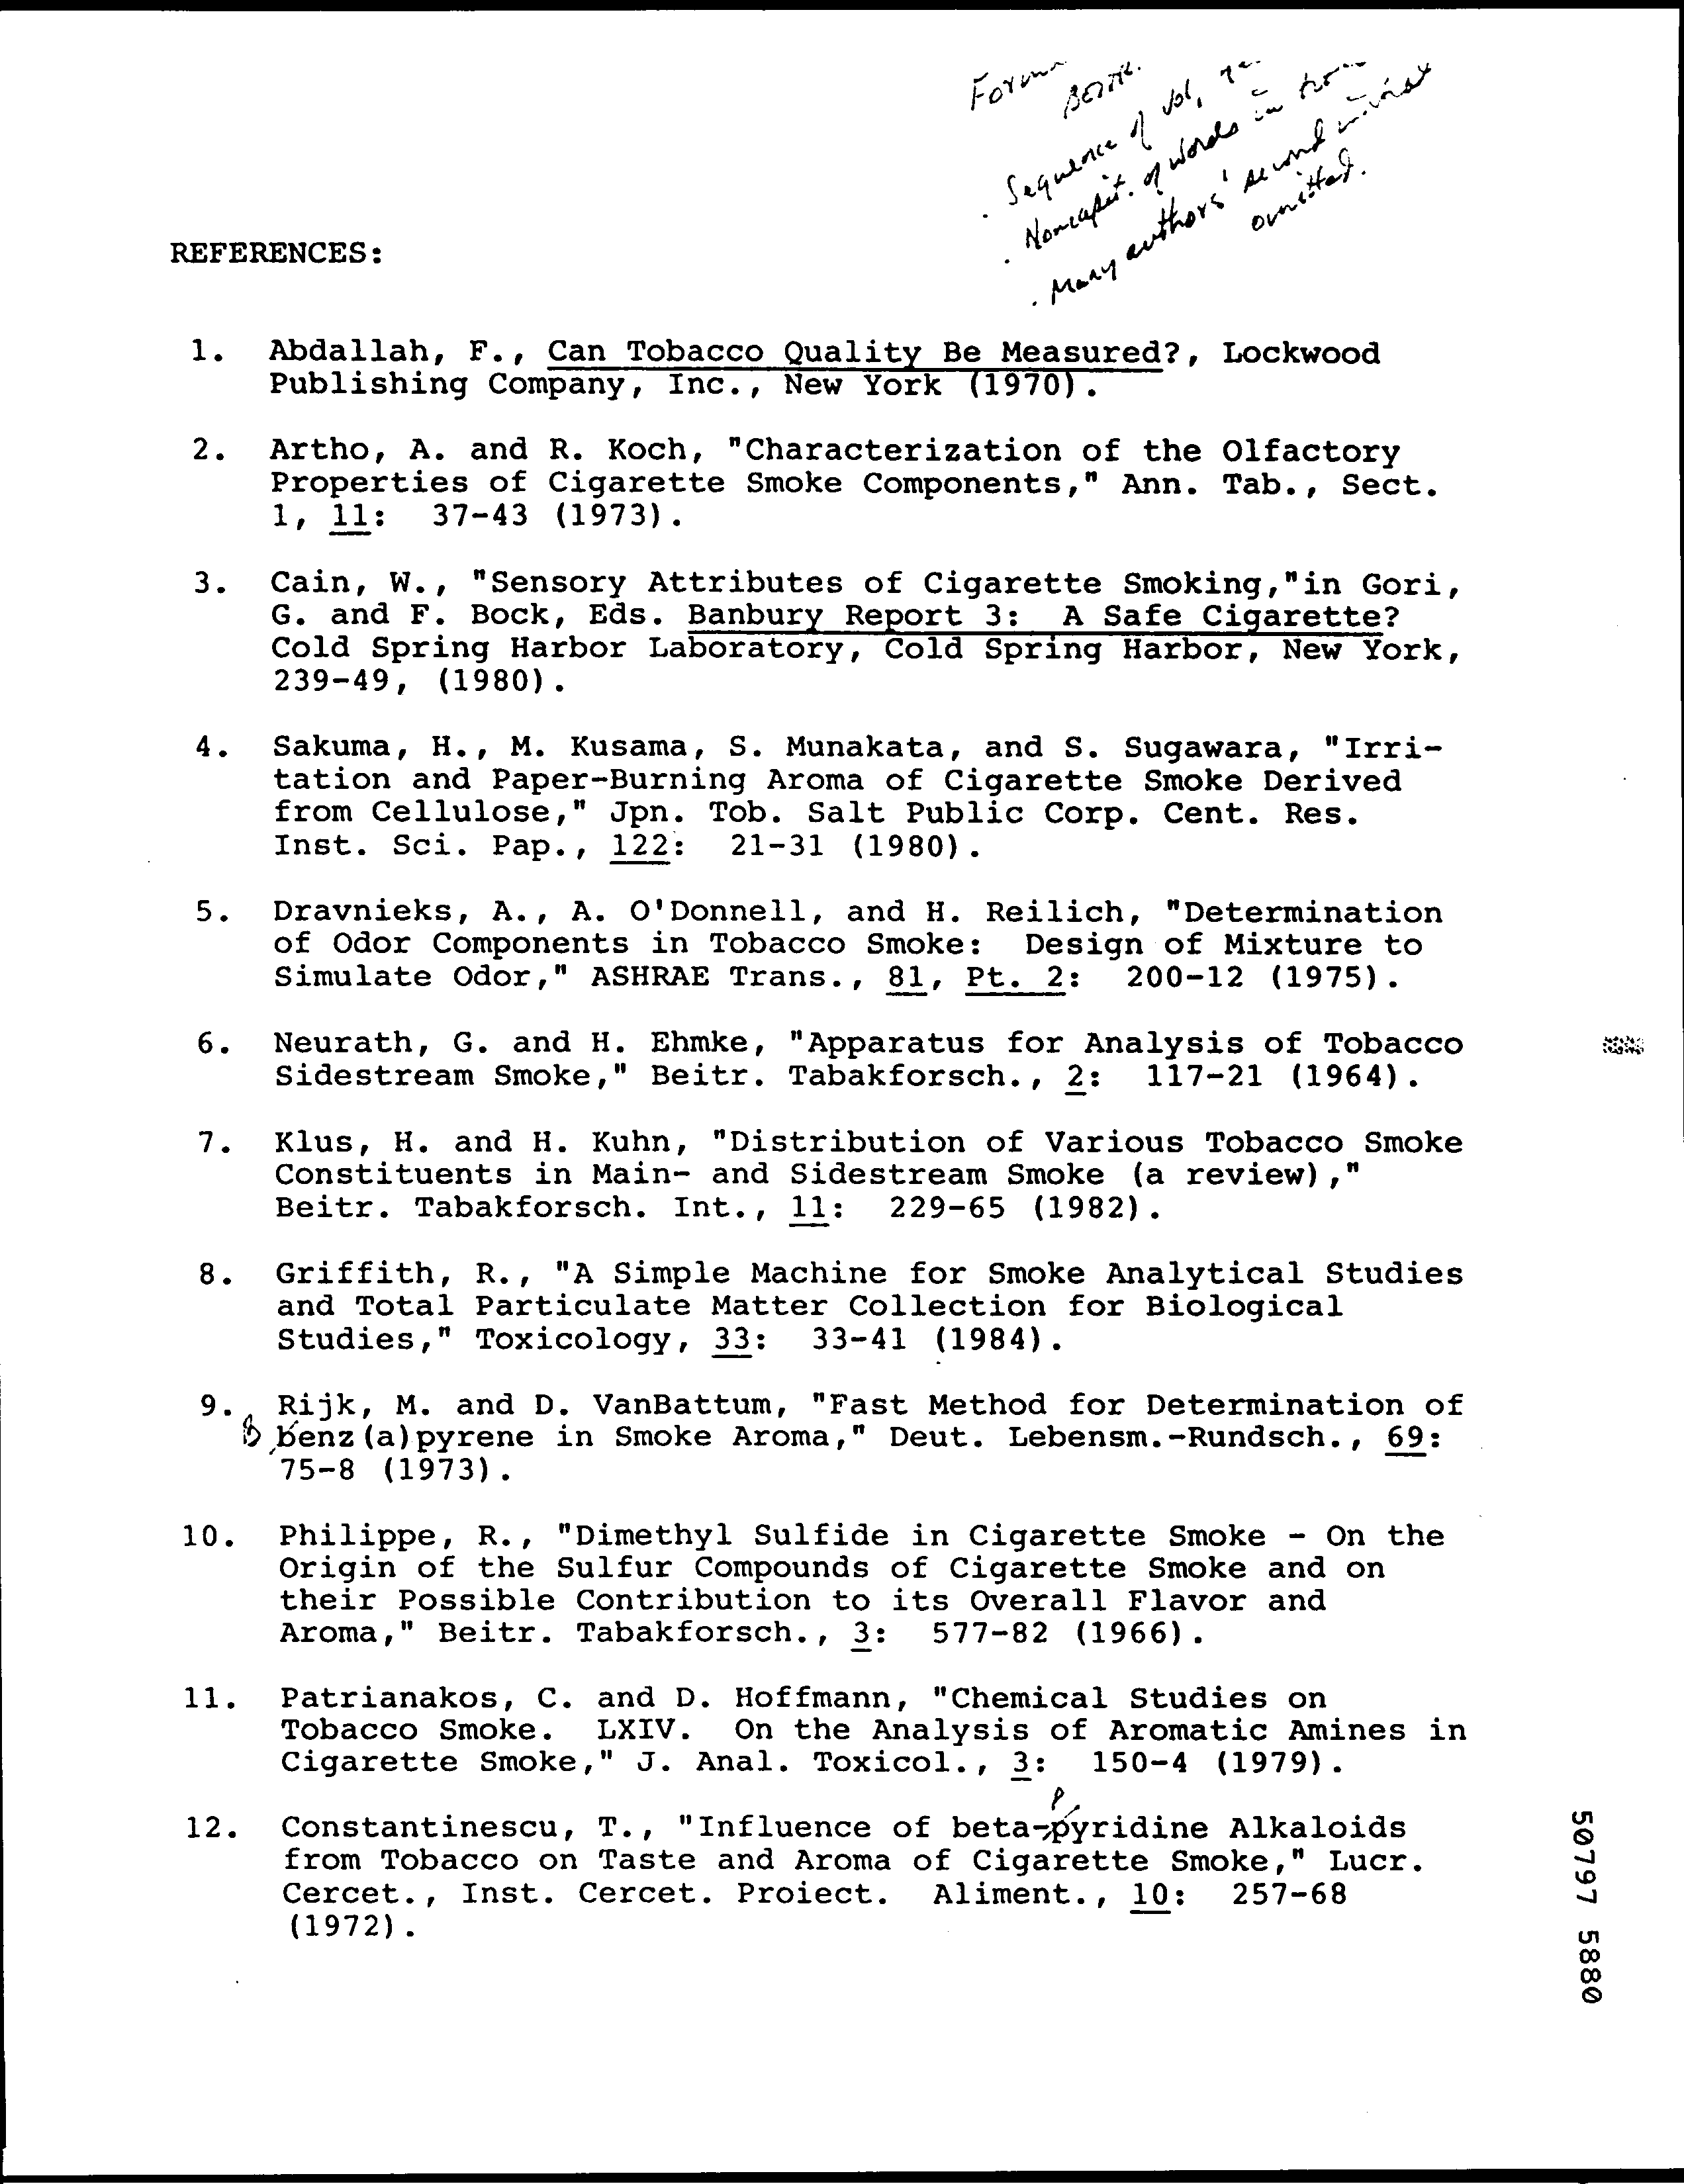 . Sequence of Vol,
. Noncapit. of words in
. Many authors' second
omitted.
REFERENCES:
1. Abdallah, F., Can Tobacco Quality Be Measured?, Lockwood
Publishing Company, Inc., New York (1970).
2. Artho, A. and R. Koch, "Characterization of the Olfactory
Properties of Cigarette Smoke Components," Ann. Tab., Sect.
1, 11: 37-43 (1973).
3. Cain, W., "Sensory Attributes of Cigarette Smoking,"in Gori,
G. and F. Bock, Eds. Banbury Report 3: A Safe Cigarette?
Cold Spring Harbor Laboratory, Cold Spring Harbor, New York,
239-49, (1980).
4. Sakuma, H., M. Kusama, S. Munakata, and S. Sugawara, "Irri-
tation and Paper-Burning Aroma of Cigarette Smoke Derived
from Cellulose," Jpn. Tob. Salt Public Corp. Cent. Res.
Inst. Sci. Pap., 122: 21-31 (1980).
5. Dravnieks, A., A. O'Donnell, and H. Reilich, "Determination
of Odor Components in Tobacco Smoke: Design of Mixture to
Simulate Odor," ASHRAE Trans., 81, Pt. 2: 200-12 (1975).
6. Neurath, G. and H. Ehmke, "Apparatus for Analysis of Tobacco
Sidestream Smoke," Beitr. Tabakforsch., 2: 117-21 (1964).
7. Klus, H. and H. Kuhn, "Distribution of Various Tobacco Smoke
Constituents in Main- and Sidestream Smoke (a review),"
Beitr. Tabakforsch. Int., 11: 229-65 (1982).
8. Griffith, R., "A Simple Machine for Smoke Analytical Studies
and Total Particulate Matter Collection for Biological
Studies," Toxicology, 33: 33-41 (1984).
9. Rijk, M. and D. VanBattum, "Fast Method for Determination of
B benz(a)pyrene in Smoke Aroma," Deut. Lebensm.-Rundsch., 69:
75-8 (1973).
10. Philippe, R., "Dimethyl Sulfide in Cigarette Smoke - On the
Origin of the Sulfur Compounds of Cigarette Smoke and on
their Possible Contribution to its Overall Flavor and
Aroma," Beitr. Tabakforsch., 3: 577-82 (1966).
11. Patrianakos, C. and D. Hoffmann, "Chemical Studies on
Tobacco Smoke. LXIV. On the Analysis of Aromatic Amines in
Cigarette Smoke," J. Anal. Toxicol., 3: 150-4 (1979).
P
12. Constantinescu, T., "Influence of beta-pyridine Alkaloids
from Tobacco on Taste and Aroma of Cigarette Smoke," Lucr.
Cercet., Inst. Cercet. Proiect. Aliment., 10: 257-68
(1972).
50797 5880